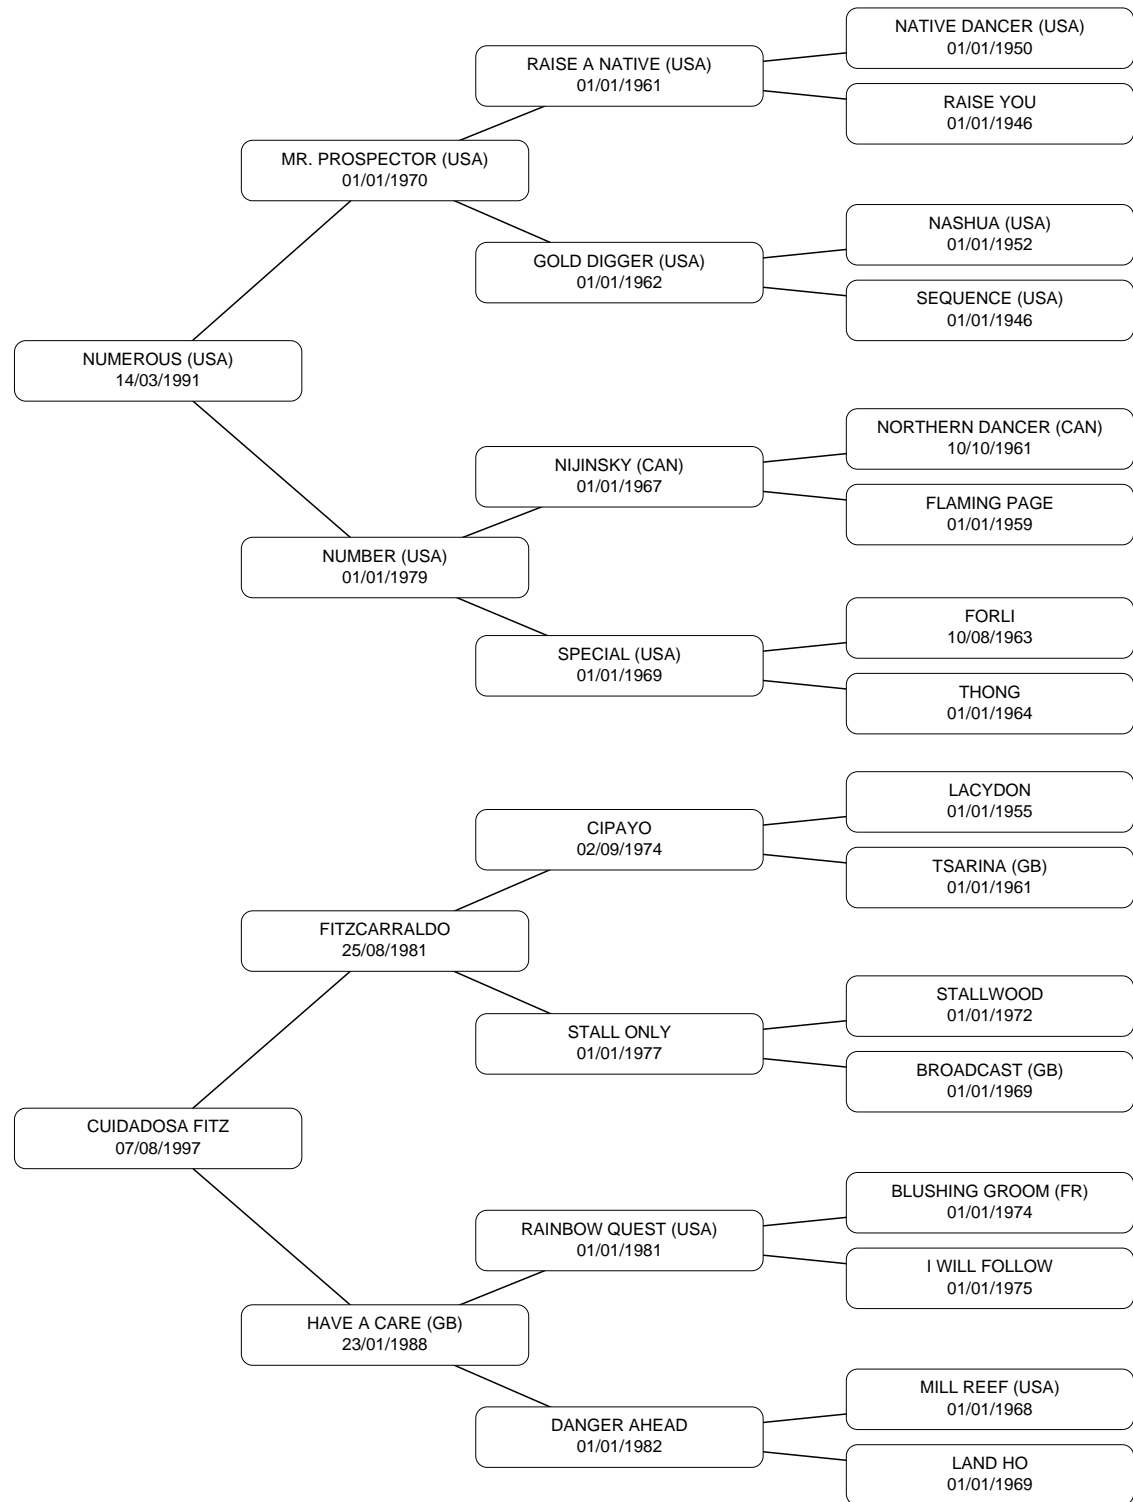 NATIVE DANCER (USA)
01/01/1950
RAISE A NATIVE (USA)
01/01/1961
RAISE YOU
01/01/1946
MR. PROSPECTOR (USA)
01/01/1970
NASHUA (USA)
01/01/1952
GOLD DIGGER (USA)
01/01/1962
SEQUENCE (USA)
01/01/1946
NUMEROUS (USA)
14/03/1991
NORTHERN DANCER (CAN)
10/10/1961
NIJINSKY (CAN)
01/01/1967
FLAMING PAGE
01/01/1959
NUMBER (USA)
01/01/1979
FORLI
10/08/1963
SPECIAL (USA)
01/01/1969
THONG
01/01/1964
LACYDON
01/01/1955
CIPAYO
02/09/1974
TSARINA (GB)
01/01/1961
FITZCARRALDO
25/08/1981
STALLWOOD
01/01/1972
STALL ONLY
01/01/1977
BROADCAST (GB)
01/01/1969
CUIDADOSA FITZ
07/08/1997
BLUSHING GROOM (FR)
01/01/1974
RAINBOW QUEST (USA)
01/01/1981
I WILL FOLLOW
01/01/1975
HAVE A CARE (GB)
23/01/1988
MILL REEF (USA)
01/01/1968
DANGER AHEAD
01/01/1982
LAND HO
01/01/1969